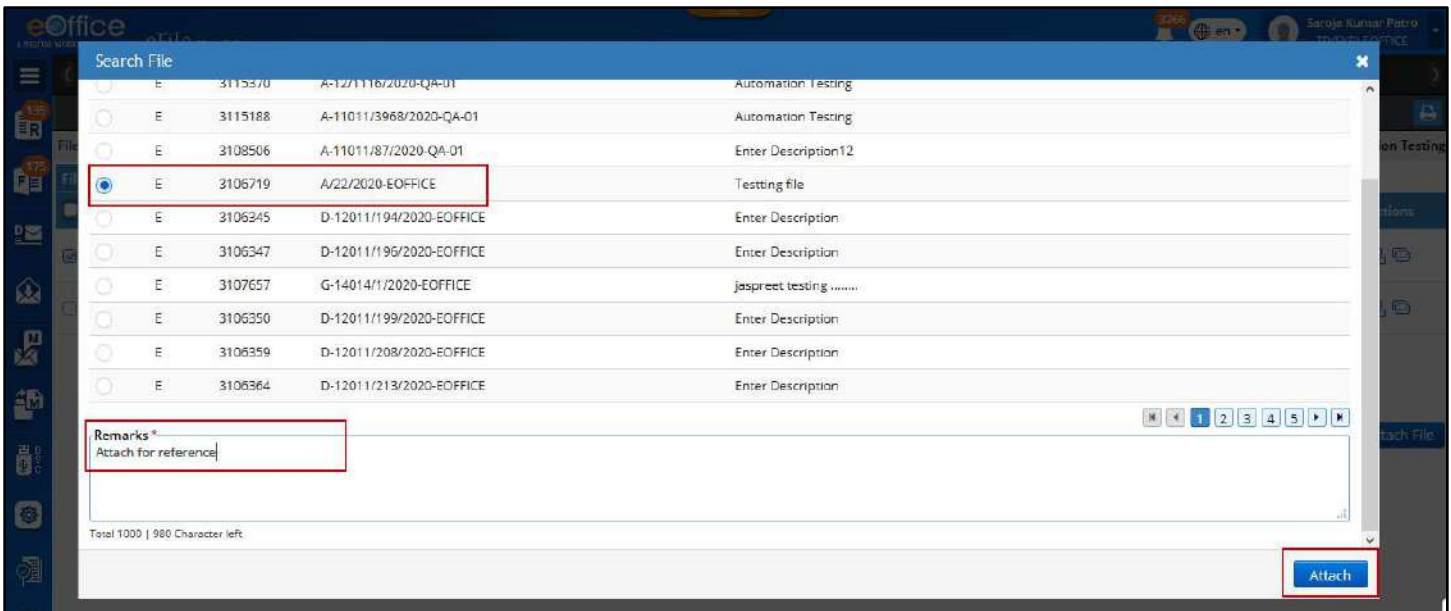 eOffice
3266
en
Saroja Kumar Patro
Search File
E 3115370 A-12/1116/2020-QA-01 Automation Testing
E 3115188 A-11011/3968/2020-QA-01 Automation Testing
E 3108506 A-11011/87/2020-QA-01 Enter Description12
E 3106719 A/22/2020-EOFFICE Testting file
E 3106345 D-12011/194/2020-EOFFICE Enter Description
E 3106347 D-12011/196/2020-EOFFICE Enter Description
E 3107657 G-14014/1/2020-EOFFICE jaspreet testing ........
E 3106350 D-12011/199/2020-EOFFICE Enter Description
E 3106359 D-12011/208/2020-EOFFICE Enter Description
E 3106364 D-12011/213/2020-EOFFICE Enter Description
1 2 3 4 5
Remarks *
Attach for reference
Total 1000 | 980 Character left
Attach